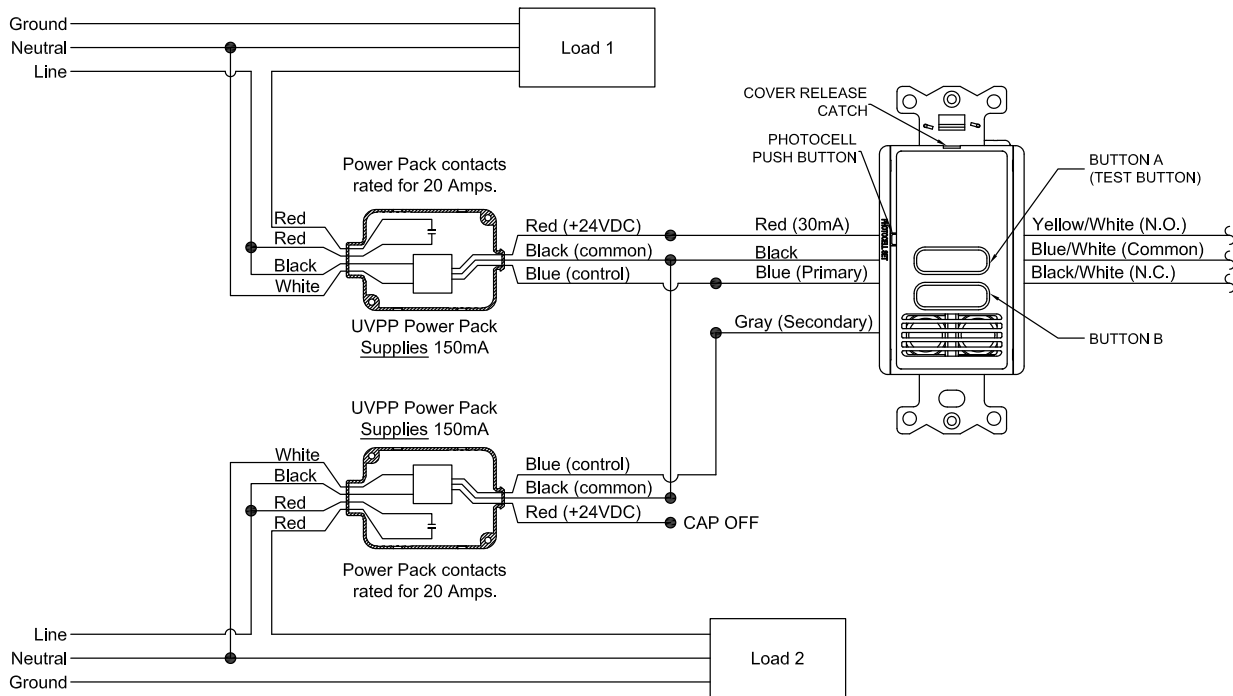 Ground
Neutral
Line
Load 1
Power Pack contacts
rated for 20 Amps.
Red
Red
Black
White
UVPP Power Pack
Supplies 150mA
Red (+24VDC)
Black (common)
Blue (control)
Red (30mA)
Black
Blue (Primary)
Gray (Secondary)
COVER RELEASE
CATCH
PHOTOCELL
PUSH BUTTON
BUTTON A
(TEST BUTTON)
Yellow/White (N.O.)
Blue/White (Common)
Black/White (N.C.)
BUTTON B
UVPP Power Pack
Supplies 150mA
White
Black
Red
Red
Blue (control)
Black (common)
Red (+24VDC)
CAP OFF
Power Pack contacts
rated for 20 Amps.
Line
Neutral
Ground
Load 2